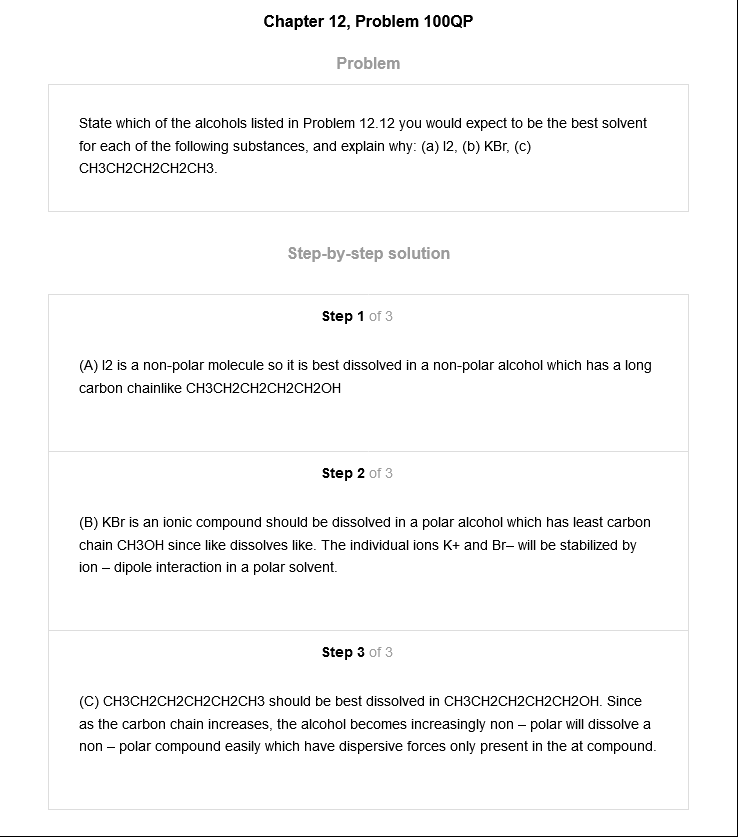 Chapter 12, Problem 100QP
Problem
State which of the alcohols listed in Problem 12.12 you would expect to be the best solvent
for each of the following substances, and explain why: (a) I2, (b) KBr, (c)
CH3CH2CH2CH2CH3.
Step-by-step solution
Step 1 of 3
(A) I2 is a non-polar molecule so it is best dissolved in a non-polar alcohol which has a long
carbon chainlike CH3CH2CH2CH2CH2OH
Step 2 of 3
(B) KBr is an ionic compound should be dissolved in a polar alcohol which has least carbon
chain CH3OH since like dissolves like. The individual ions K+ and Br– will be stabilized by
ion – dipole interaction in a polar solvent.
Step 3 of 3
(C) CH3CH2CH2CH2CH2CH3 should be best dissolved in CH3CH2CH2CH2CH2OH. Since
as the carbon chain increases, the alcohol becomes increasingly non – polar will dissolve a
non – polar compound easily which have dispersive forces only present in the at compound.